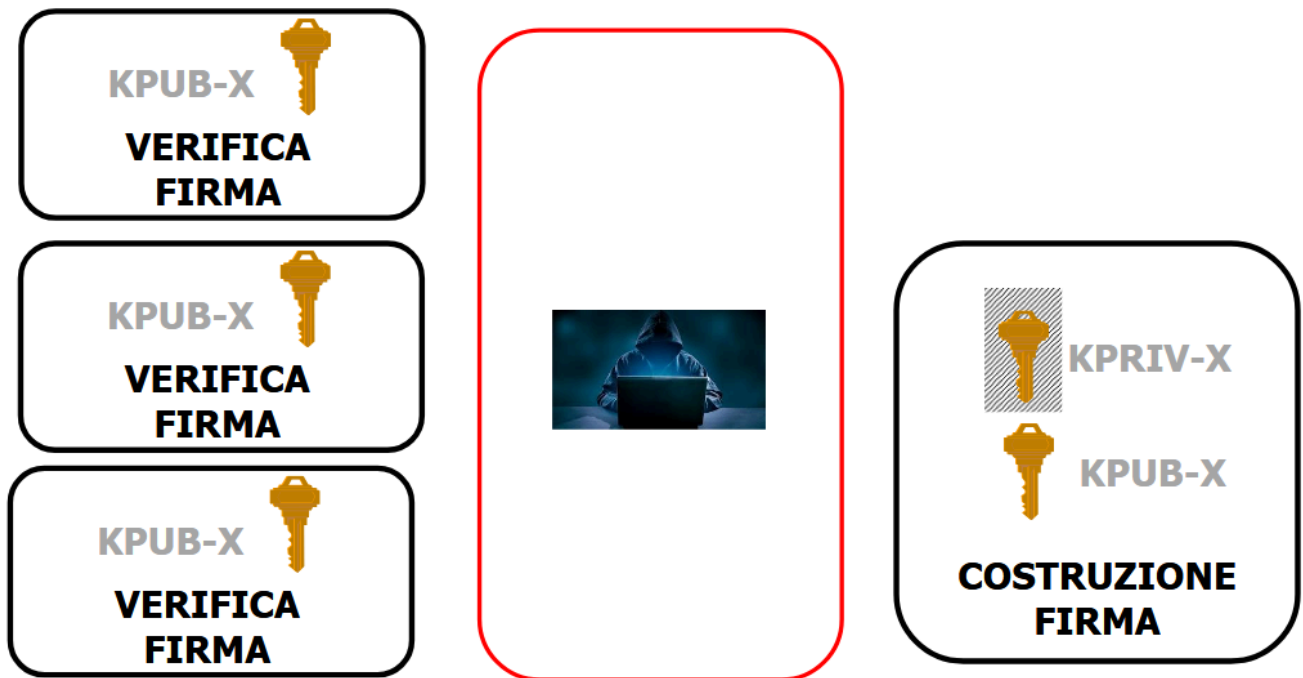 KPUB-X
VERIFICA
FIRMA
KPUB-X
VERIFICA
FIRMA
KPUB-X
VERIFICA
FIRMA
KPRIV-X
KPUB-X
COSTRUZIONE
FIRMA